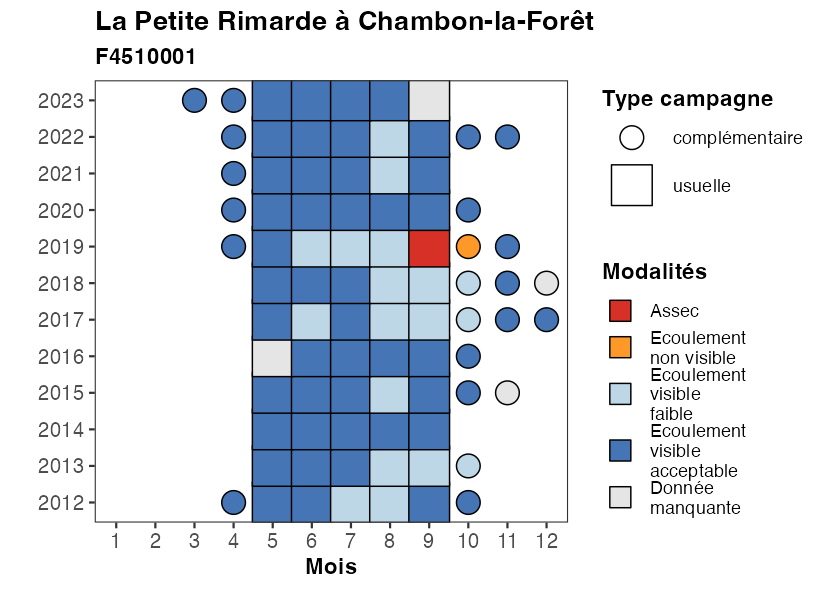 La Petite Rimarde à Chambon-la-Forêt
F4510001
2023
2022
2021
2020
2019
2018
2017
2016
2015
2014
2013
2012
1 2 3 4 5 6 7 8 9 10 11 12
Mois
Type campagne
complémentaire
usuelle
Modalités
Assec
Ecoulement
non visible
Ecoulement
visible
faible
Ecoulement
visible
acceptable
Donnée
manquante